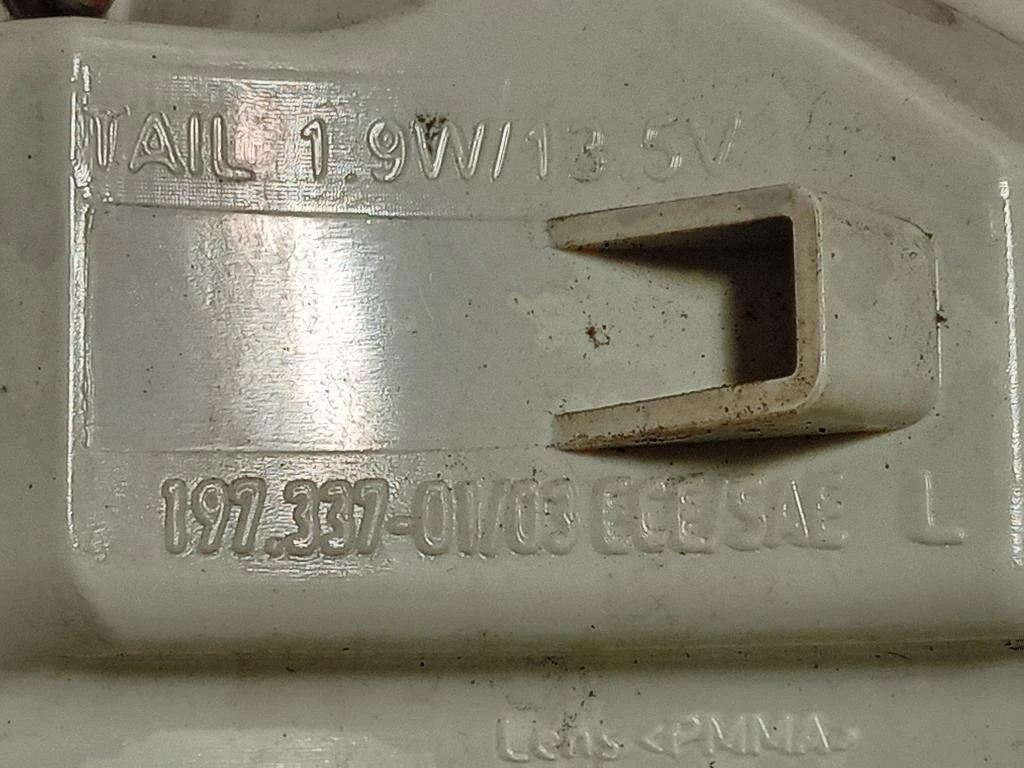 TAIL 1.9W/13.5V
197.337-01/03 ECE/SAE L
Lens <PMMA>